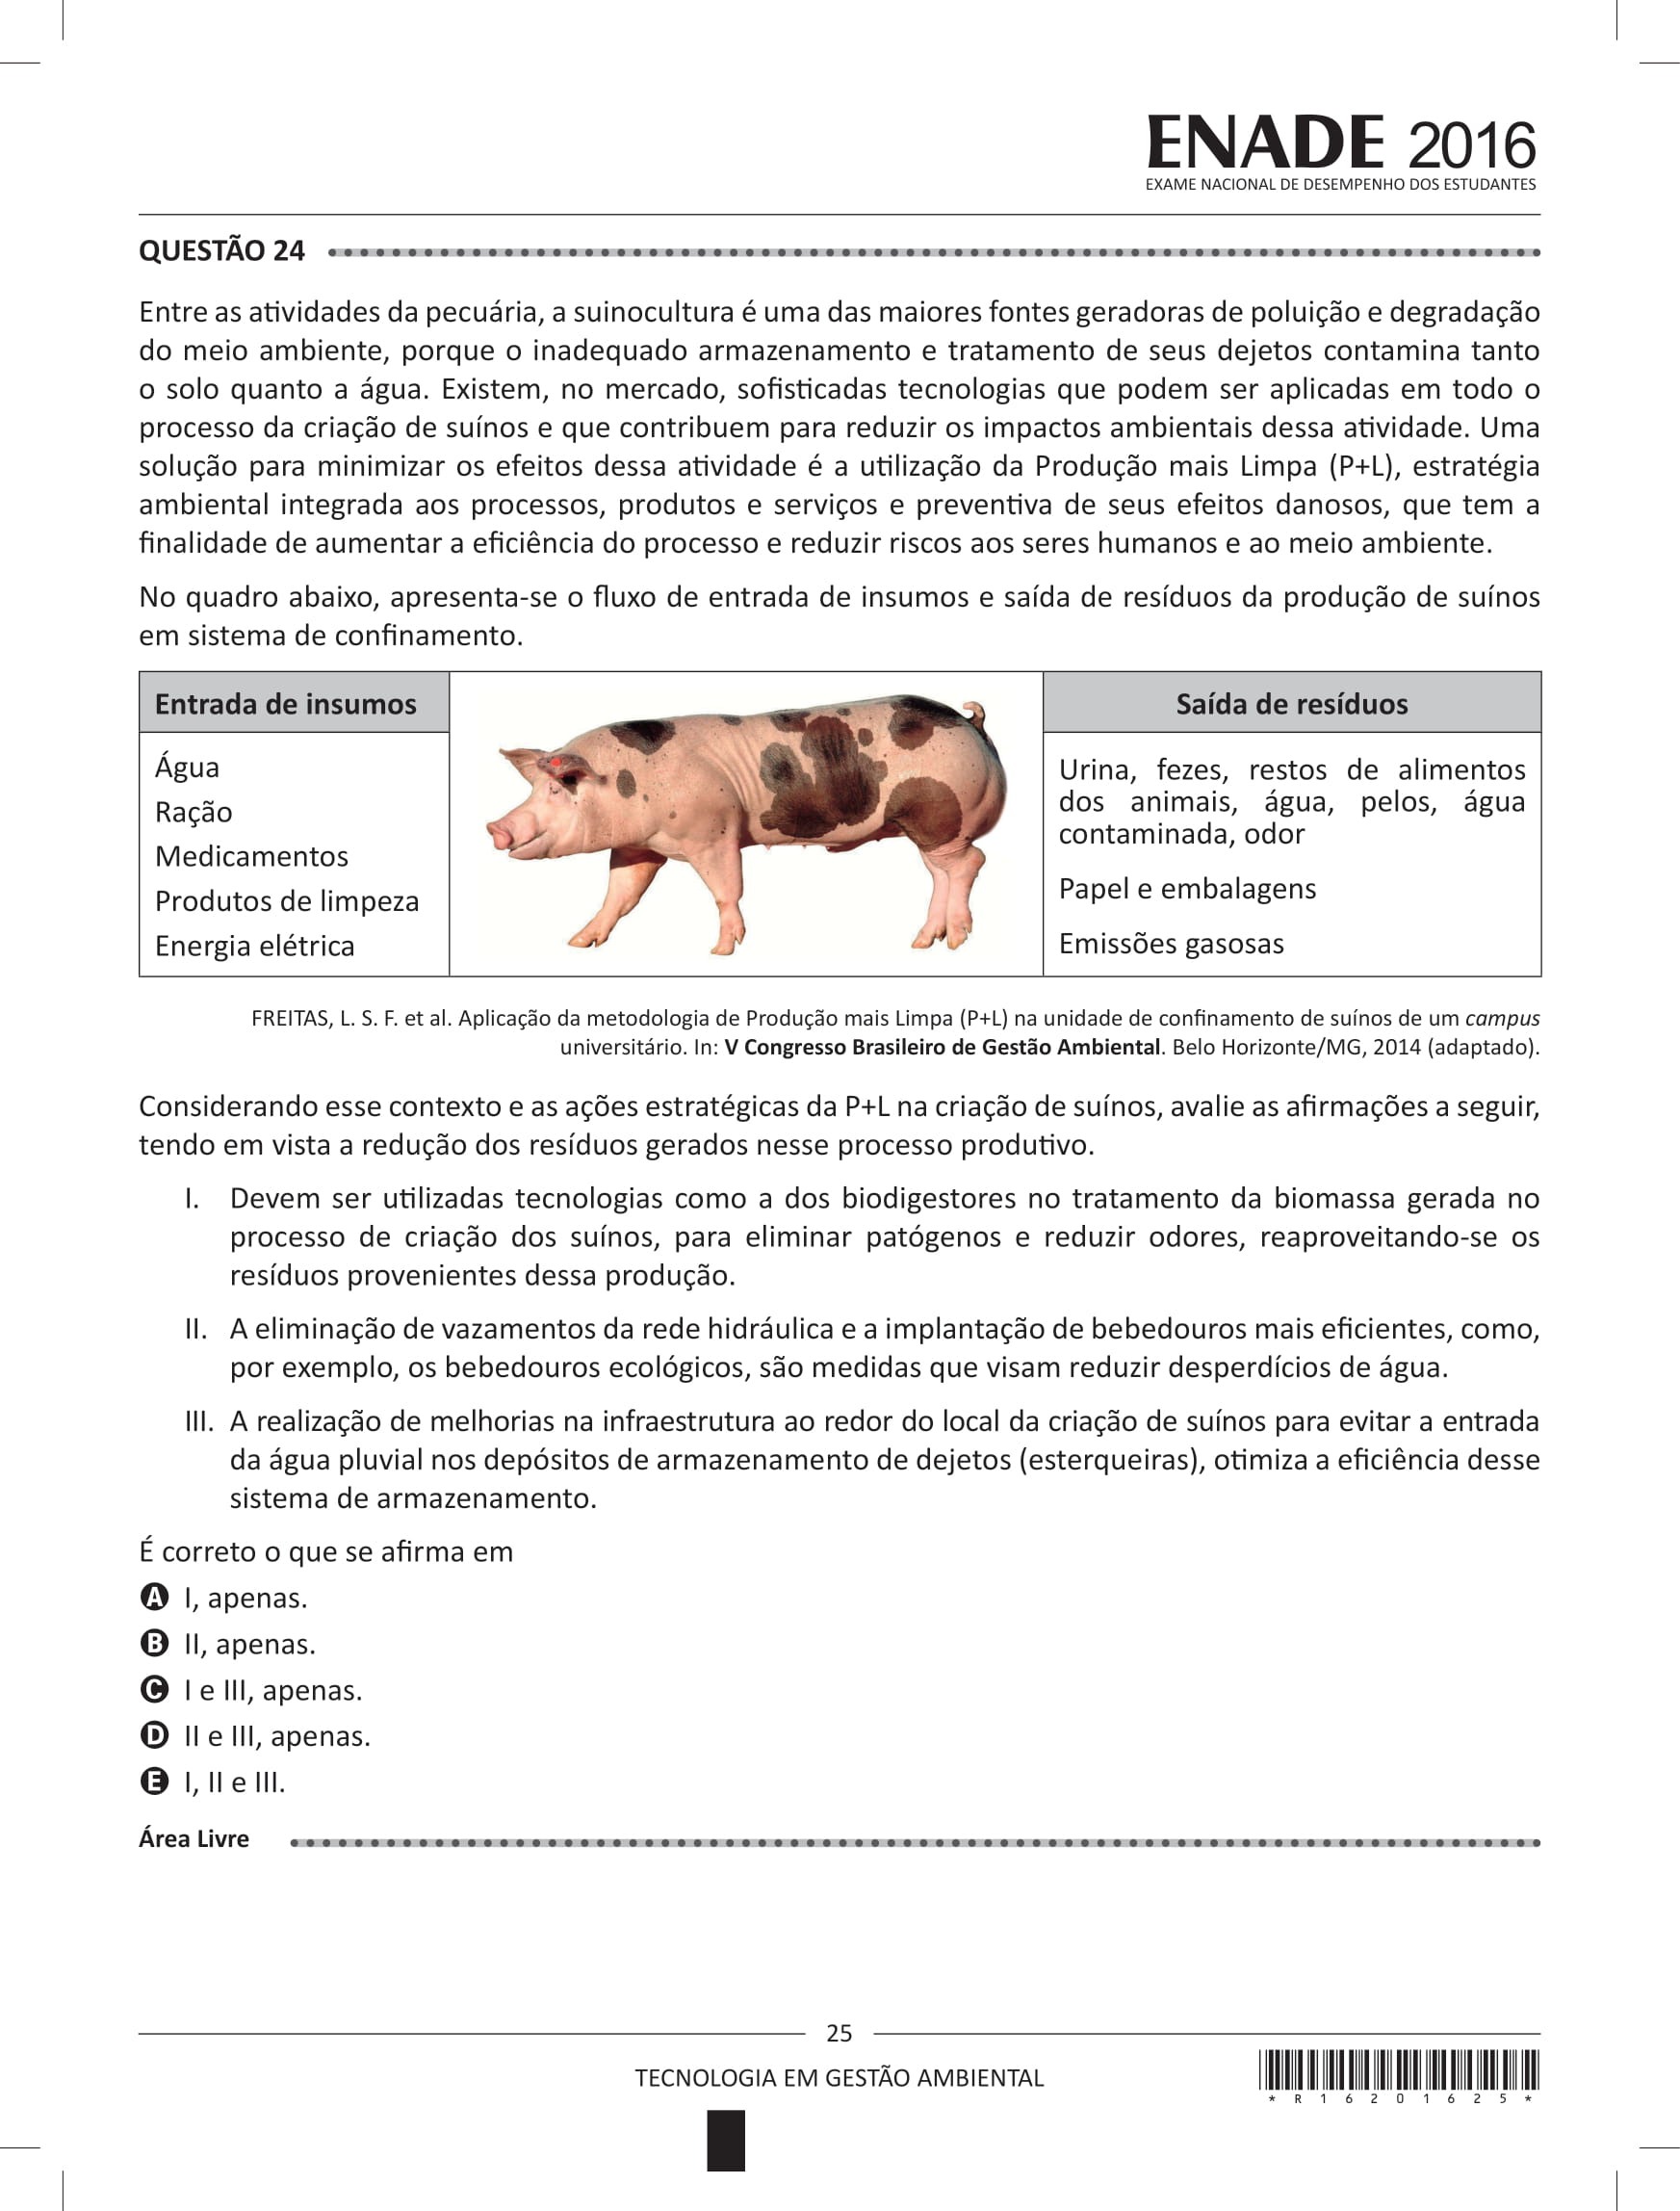 ENADE 2016
EXAME NACIONAL DE DESEMPENHO DOS ESTUDANTES
QUESTÃO 24
Entre as atividades da pecuária, a suinocultura é uma das maiores fontes geradoras de poluição e degradação
do meio ambiente, porque o inadequado armazenamento e tratamento de seus dejetos contamina tanto
o solo quanto a água. Existem, no mercado, sofisticadas tecnologias que podem ser aplicadas em todo o
processo da criação de suínos e que contribuem para reduzir os impactos ambientais dessa atividade. Uma
solução para minimizar os efeitos dessa atividade é a utilização da Produção mais Limpa (P+L), estratégia
ambiental integrada aos processos, produtos e serviços e preventiva de seus efeitos danosos, que tem a
finalidade de aumentar a eficiência do processo e reduzir riscos aos seres humanos e ao meio ambiente.
No quadro abaixo, apresenta-se o fluxo de entrada de insumos e saída de resíduos da produção de suínos
em sistema de confinamento.
Entrada de insumos
Água
Ração
Medicamentos
Produtos de limpeza
Energia elétrica
Saída de resíduos
Urina, fezes, restos de alimentos
dos animais, água, pelos, água
contaminada, odor
Papel e embalagens
Emissões gasosas
FREITAS, L. S. F. et al. Aplicação da metodologia de Produção mais Limpa (P+L) na unidade de confinamento de suínos de um campus
universitário. In: V Congresso Brasileiro de Gestão Ambiental. Belo Horizonte/MG, 2014 (adaptado).
Considerando esse contexto e as ações estratégicas da P+L na criação de suínos, avalie as afirmações a seguir,
tendo em vista a redução dos resíduos gerados nesse processo produtivo.
I. Devem ser utilizadas tecnologias como a dos biodigestores no tratamento da biomassa gerada no
processo de criação dos suínos, para eliminar patógenos e reduzir odores, reaproveitando-se os
resíduos provenientes dessa produção.
II. A eliminação de vazamentos da rede hidráulica e a implantação de bebedouros mais eficientes, como,
por exemplo, os bebedouros ecológicos, são medidas que visam reduzir desperdícios de água.
III. A realização de melhorias na infraestrutura ao redor do local da criação de suínos para evitar a entrada
da água pluvial nos depósitos de armazenamento de dejetos (esterqueiras), otimiza a eficiência desse
sistema de armazenamento.
É correto o que se afirma em
A I, apenas.
B II, apenas.
C I e III, apenas.
D II e III, apenas.
E I, II e III.
Área Livre
25
TECNOLOGIA EM GESTÃO AMBIENTAL
* R 1 6 2 0 1 6 2 5 *